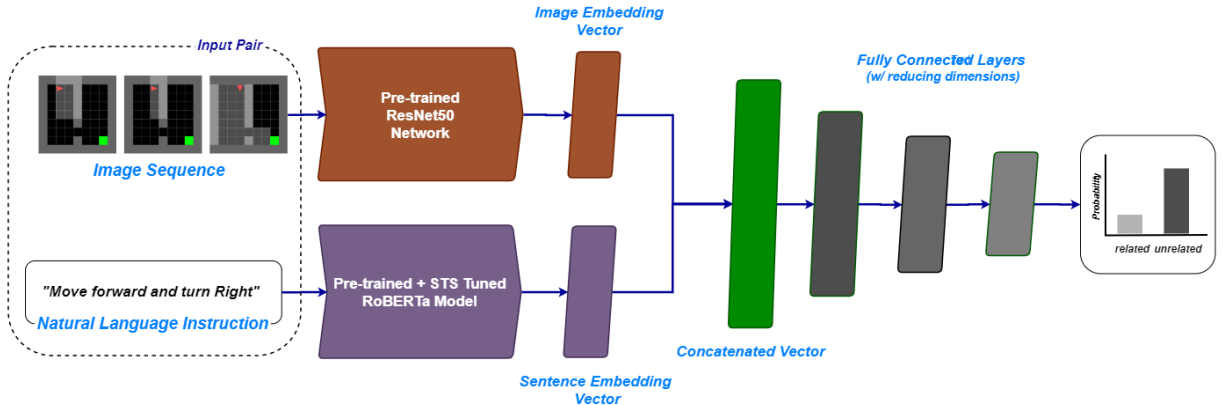 Input Pair
Image Sequence
"Move forward and turn Right"
Natural Language Instruction
Pre-trained
ResNet50
Network
Pre-trained + STS Tuned
RoBERTa Model
Image Embedding
Vector
Sentence Embedding
Vector
Concatenated Vector
Fully Connected Layers
(w/ reducing dimensions)
Probability
related unrelated